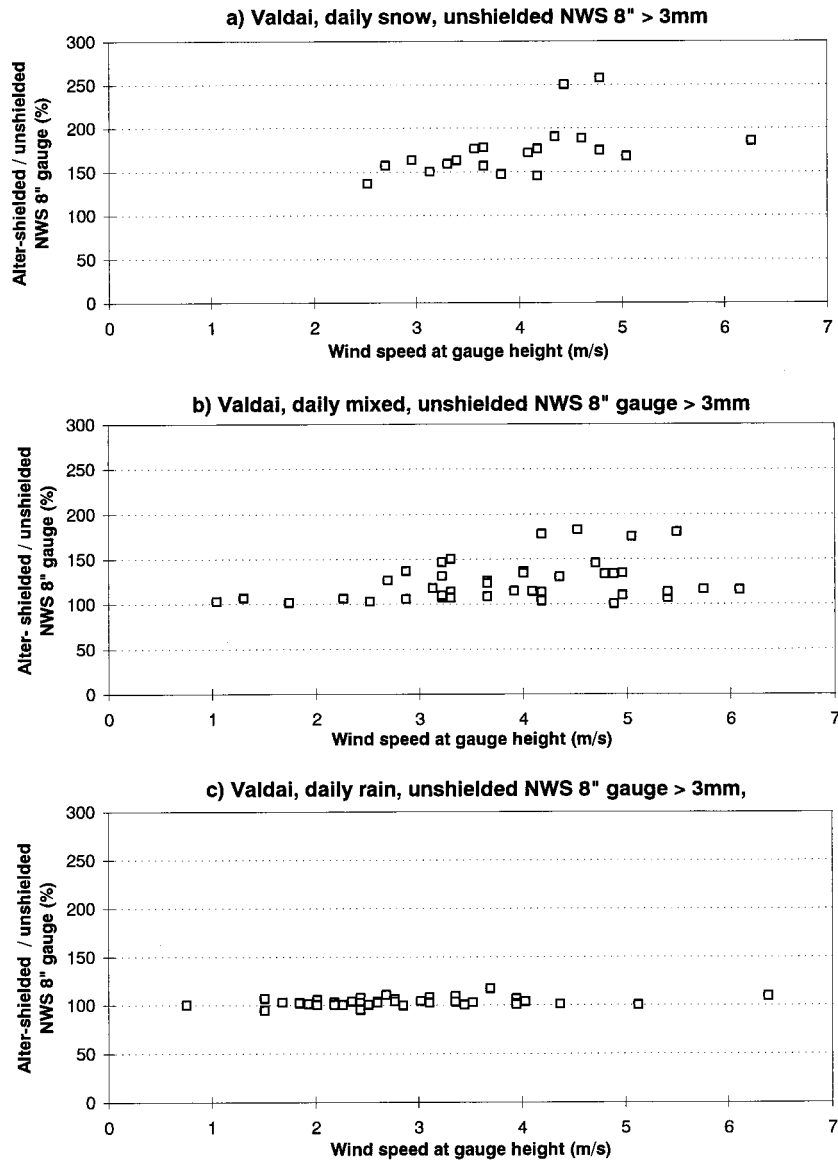 a) Valdai, daily snow, unshielded NWS 8" > 3mm
Alter-shielded / unshielded
NWS 8" gauge (%)
300
250
200
150
100
50
0
0 1 2 3 4 5 6 7
Wind speed at gauge height (m/s)
b) Valdai, daily mixed, unshielded NWS 8" gauge > 3mm
Alter- shielded / unshielded
NWS 8" gauge (%)
300
250
200
150
100
50
0
0 1 2 3 4 5 6 7
Wind speed at gauge height (m/s)
c) Valdai, daily rain, unshielded NWS 8" gauge > 3mm,
Alter-shielded / unshielded
NWS 8" gauge (%)
300
250
200
150
100
50
0
0 1 2 3 4 5 6 7
Wind speed at gauge height (m/s)